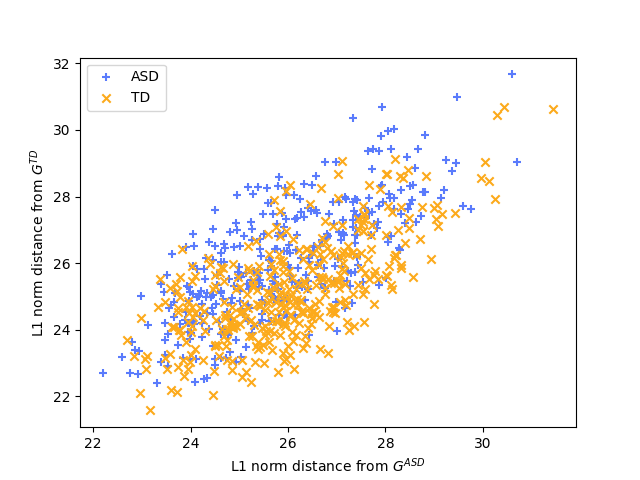 32
30
28
26
24
22
L1 norm distance from G^{TD}
ASD
TD
22 24 26 28 30
L1 norm distance from G^{ASD}